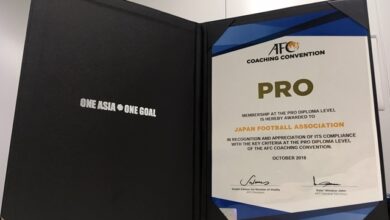 ONE ASIA ONE GOAL
AFC
COACHING CONVENTION
PRO
MEMBERSHIP AT THE PRO DIPLOMA LEVEL
IS HEREBY AWARDED TO
JAPAN FOOTBALL ASSOCIATION
IN RECOGNITION AND APPRECIATION OF ITS COMPLIANCE
WITH THE KEY CRITERIA AT THE PRO DIPLOMA LEVEL
OF THE AFC COACHING CONVENTION.
OCTOBER 2018